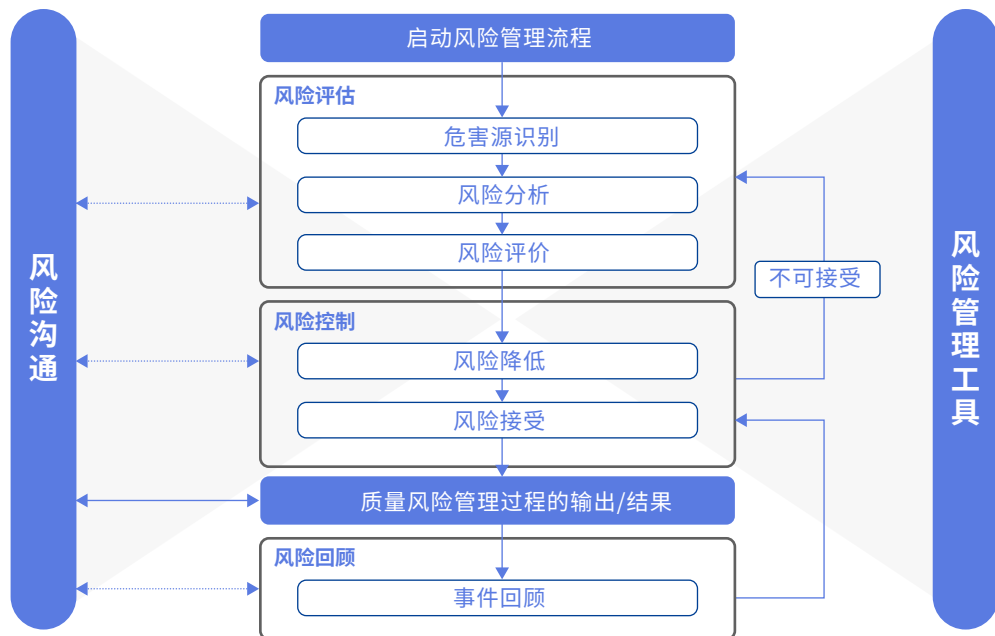 启动风险管理流程
风险评估
危害源识别
风险分析
风险评价
不可接受
风险沟通
风险管理工具
风险控制
风险降低
风险接受
质量风险管理过程的输出/结果
风险回顾
事件回顾